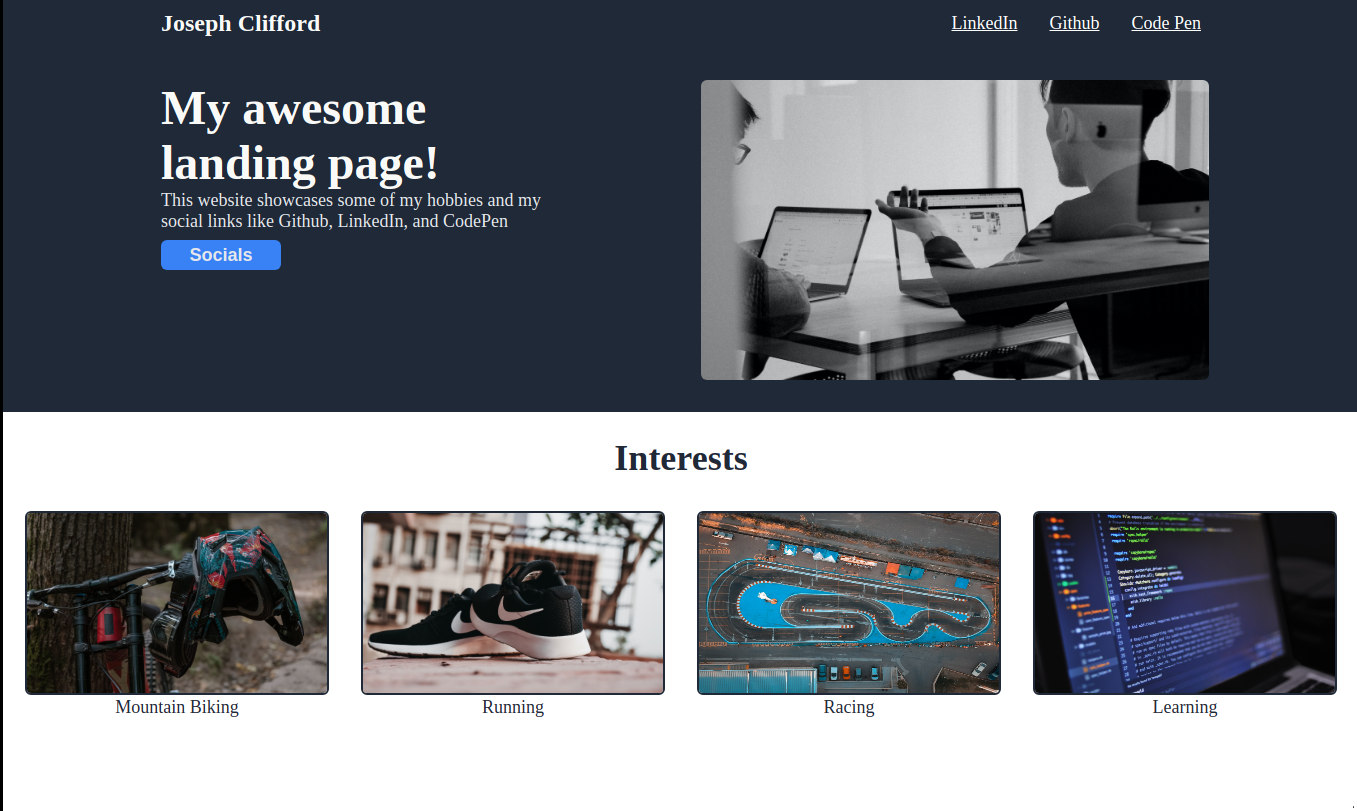 Joseph Clifford
LinkedIn Github Code Pen
My awesome
landing page!
This website showcases some of my hobbies and my
social links like Github, LinkedIn, and CodePen
Socials
Interests
Mountain Biking
Running
Racing
Learning